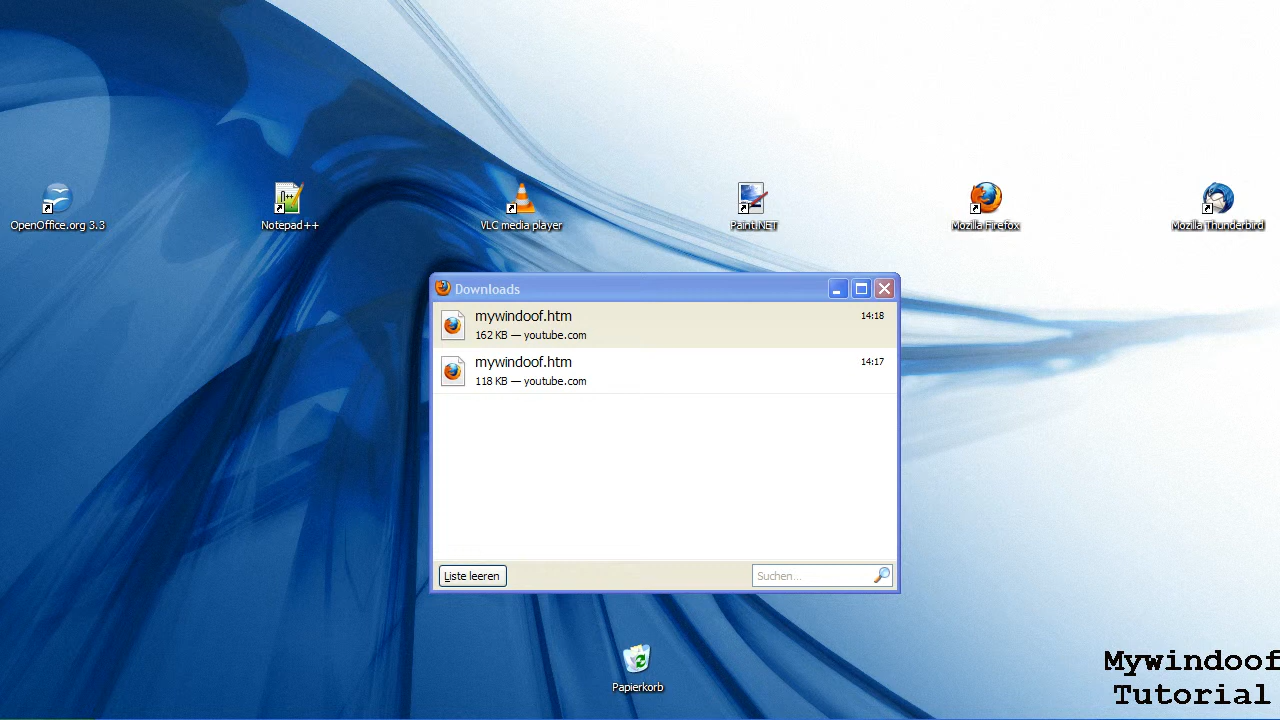 OpenOffice.org 3.3
Notepad++
VLC media player
Paint.NET
Mozilla Firefox
Mozilla Thunderbird
Downloads
mywindoof.htm
14:18
162 KB — youtube.com
mywindoof.htm
14:17
118 KB — youtube.com
Liste leeren
Suchen...
Papierkorb
Mywindoof
Tutorial